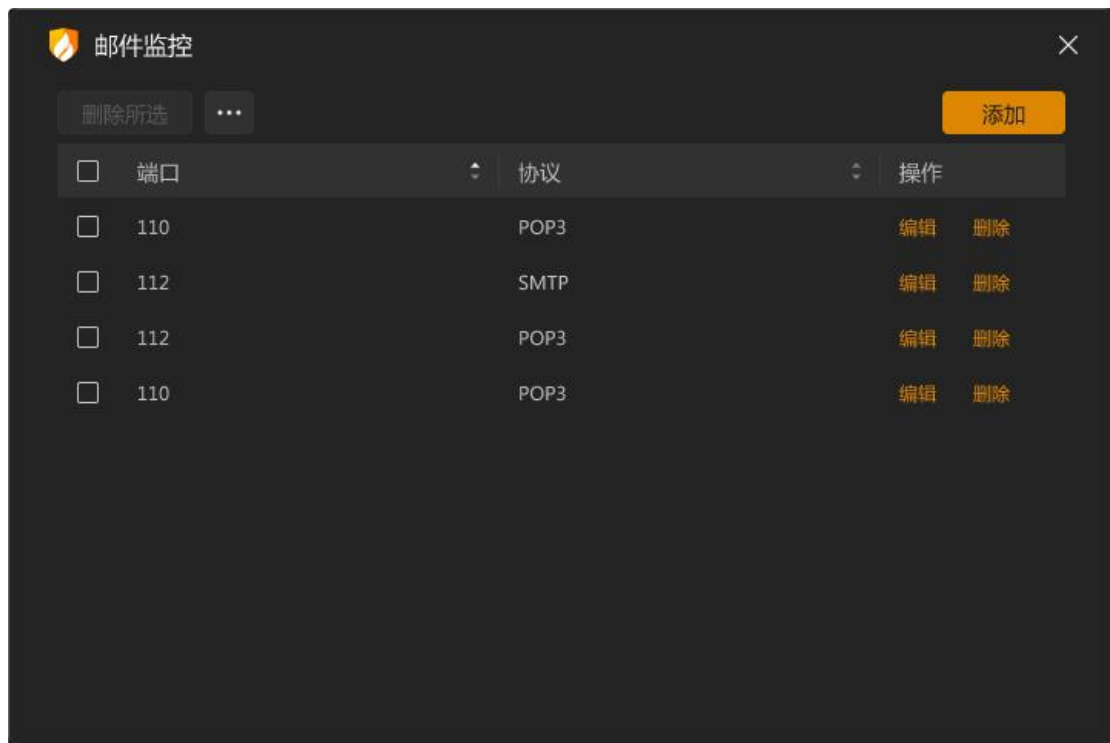 邮件监控
删除所选 ··· 添加
端口 协议 操作
110 POP3 编辑 删除
112 SMTP 编辑 删除
112 POP3 编辑 删除
110 POP3 编辑 删除